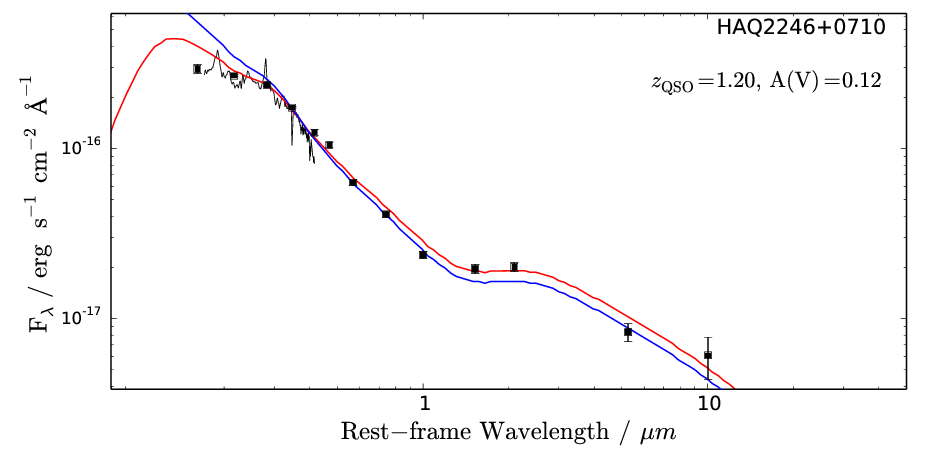 HAQ2246+0710
z_QSO=1.20, A(V)=0.12
F_λ / erg s^−1 cm^−2 Å^−1
10^-16
10^-17
1
10
Rest−frame Wavelength / μm